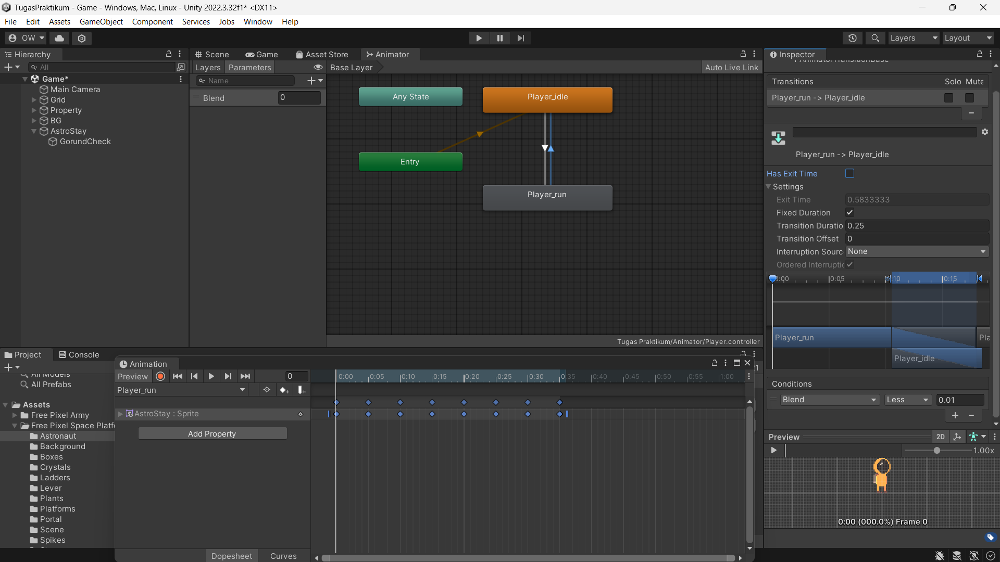 TugasPraktikum - Game - Windows, Mac, Linux - Unity 2022.3.32f1* <DX11>
File Edit Assets GameObject Component Services Jobs Window Help
OW
Layers Layout
Hierarchy
All
Game*
Main Camera
Grid
Property
BG
AstroStay
GorundCheck
Scene Game Asset Store Animator
Layers Parameters
Base Layer
Auto Live Link
Name
Blend 0
Any State
Player_idle
Entry
Player_run
Tugas Praktikum/Animator/Player.controller
Inspector
AnimatorTransitionBase
Transitions Solo Mute
Player_run -> Player_idle
Player_run -> Player_idle
Has Exit Time
Settings
Exit Time 0.5833333
Fixed Duration
Transition Duratio 0.25
Transition Offset 0
Interruption Sourc None
Ordered Interruptic
:00 0:05 :10 0:15
Player_run Pla
Player_idle
Conditions
Blend Less 0.01
Preview 2D
1.00x
0:00 (000.0%) Frame 0
Project Console
All Models
All Prefabs
Assets
Free Pixel Army
Free Pixel Space Platfo
Astronaut
Background
Boxes
Crystals
Ladders
Lever
Plants
Platforms
Portal
Scene
Spikes
Animation
Preview 0
0:00 0:05 0:10 0:15 0:20 0:25 0:30 0:35 0:40 0:45 0:50 0:55 1:00
Player_run
AstroStay : Sprite
Add Property
Dopesheet Curves